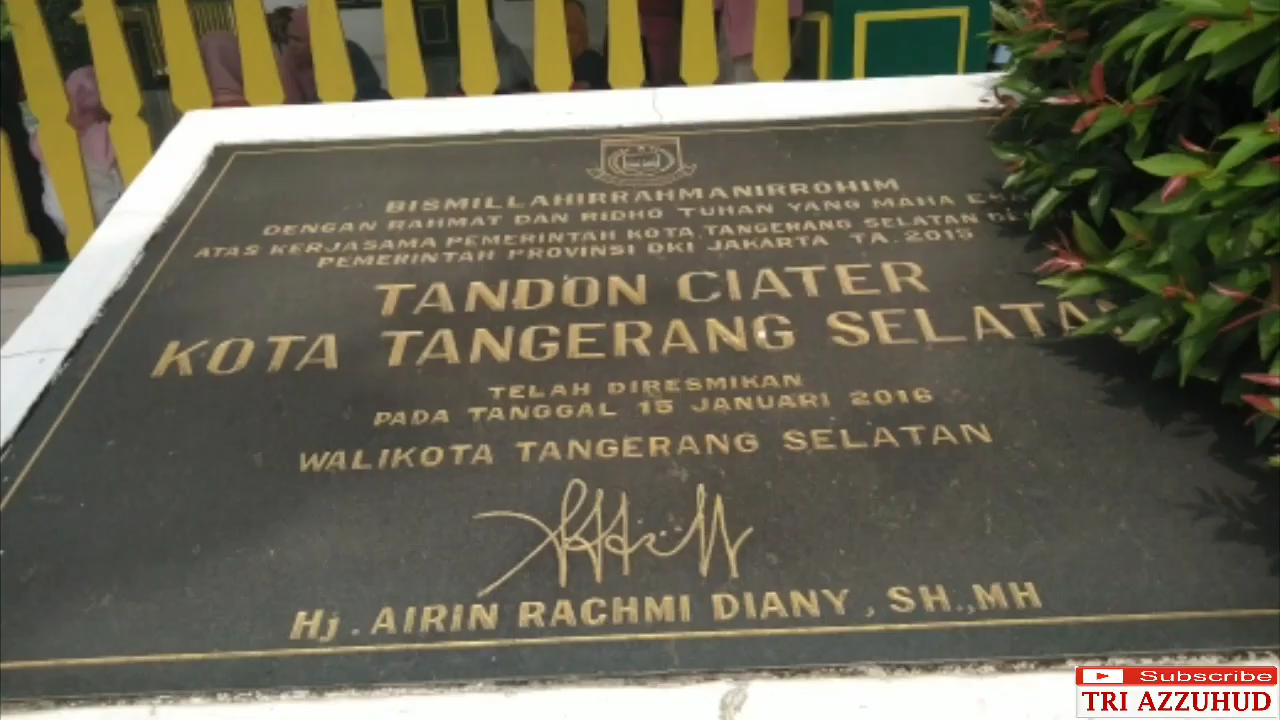 BISMILLAHIRRAHMANIRROHIM
DENGAN RAHMAT DAN RIDHO TUHAN YANG MAHA
ATAS KERJASAMA PEMERINTAH KOTA TANGERANG SELATAN
PEMERINTAH PROVINSI DKI JAKARTA TA. 2015
TANDON CIATER
KOTA TANGERANG SELATAN
TELAH DIRESMIKAN
PADA TANGGAL 15 JANUARI 2016
WALIKOTA TANGERANG SELATAN
Hj. AIRIN RACHMI DIANY, SH.,MH
Subscribe
TRI AZZUHUD